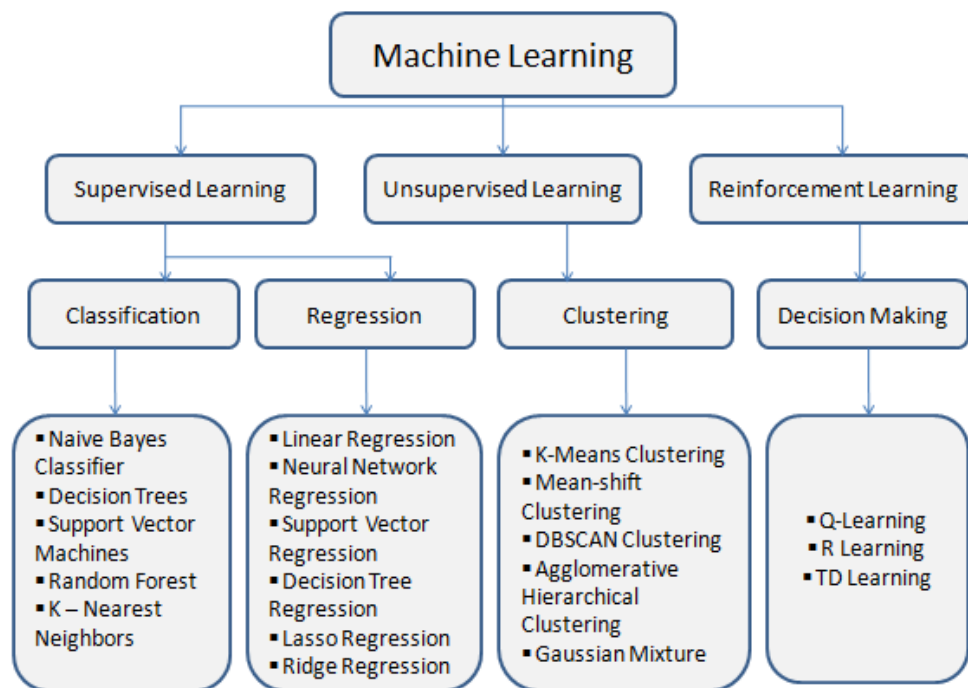 Machine Learning
Supervised Learning
Unsupervised Learning
Reinforcement Learning
Classification
Regression
Clustering
Decision Making
▪ Naive Bayes
Classifier
▪ Decision Trees
▪ Support Vector
Machines
▪ Random Forest
▪ K – Nearest
Neighbors
▪ Linear Regression
▪ Neural Network
Regression
▪ Support Vector
Regression
▪ Decision Tree
Regression
▪ Lasso Regression
▪ Ridge Regression
▪ K-Means Clustering
▪ Mean-shift
Clustering
▪ DBSCAN Clustering
▪ Agglomerative
Hierarchical
Clustering
▪ Gaussian Mixture
▪ Q-Learning
▪ R Learning
▪ TD Learning